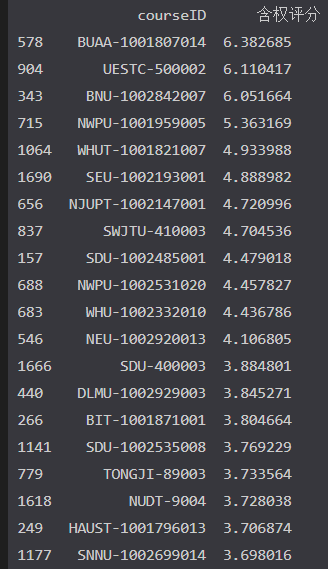 courseID 含权评分
578 BUAA-1001807014 6.382685
904 UESTC-500002 6.110417
343 BNU-1002842007 6.051664
715 NWPU-1001959005 5.363169
1064 WHUT-1001821007 4.933988
1690 SEU-1002193001 4.888982
656 NJUPT-1002147001 4.720996
837 SWJTU-410003 4.704536
157 SDU-1002485001 4.479018
688 NWPU-1002531020 4.457827
683 WHU-1002332010 4.436786
546 NEU-1002920013 4.106805
1666 SDU-400003 3.884801
440 DLMU-1002929003 3.845271
266 BIT-1001871001 3.804664
1141 SDU-1002535008 3.769229
779 TONGJI-89003 3.733564
1618 NUDT-9004 3.728038
249 HAUST-1001796013 3.706874
1177 SNNU-1002699014 3.698016